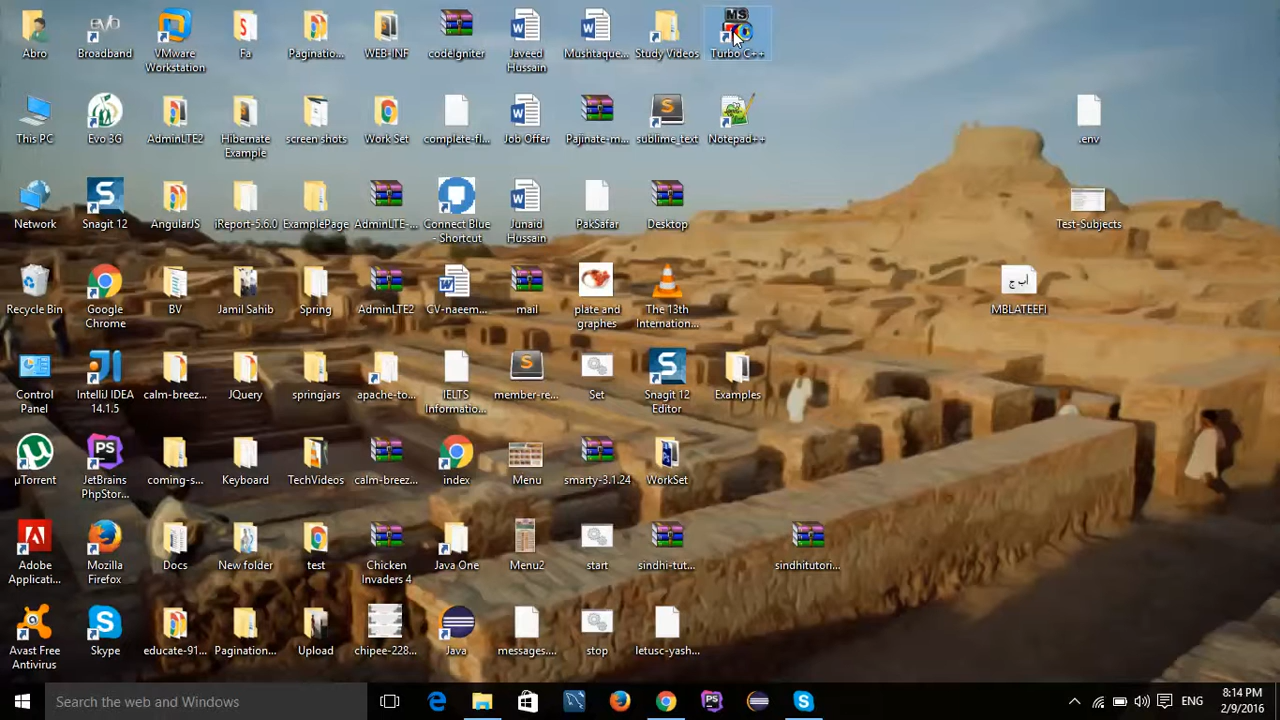 Abro
Broadband
VMware
Workstation
Fa
Paginatio...
WEB-INF
codeIgniter
Javeed
Hussain
Mushtaque...
Study Videos
MS
Turbo C++
This PC
Evo 3G
AdminLTE2
Hibernate
Example
screen shots
Work Set
complete-fl...
Job Offer
Pajinate-m...
sublime_text
Notepad++
.env
Network
Snagit 12
AngularJS
iReport-5.6.0
ExamplePage
AdminLTE-...
Connect Blue
- Shortcut
Junaid
Hussain
PakSafar
Desktop
Test-Subjects
Recycle Bin
Google
Chrome
BV
Jamil Sahib
Spring
AdminLTE2
CV-naeem...
mail
plate and
graphes
The 13th
Internation...
اب ج
MBLATEEFI
Control
Panel
IntelliJ IDEA
14.1.5
calm-breez...
JQuery
springjars
apache-to...
IELTS
Informatio...
member-re...
Set
Snagit 12
Editor
Examples
µTorrent
JetBrains
PhpStor...
coming-s...
Keyboard
TechVideos
calm-breez...
index
Menu
smarty-3.1.24
WorkSet
Adobe
Applicati...
Mozilla
Firefox
Docs
New folder
test
Chicken
Invaders 4
Java One
Menu2
start
sindhi-tut...
sindhitutori...
Avast Free
Antivirus
Skype
educate-91...
Pagination...
Upload
chipee-228...
Java
messages....
stop
letusc-yash...
Search the web and Windows
ENG
8:14 PM
2/9/2016